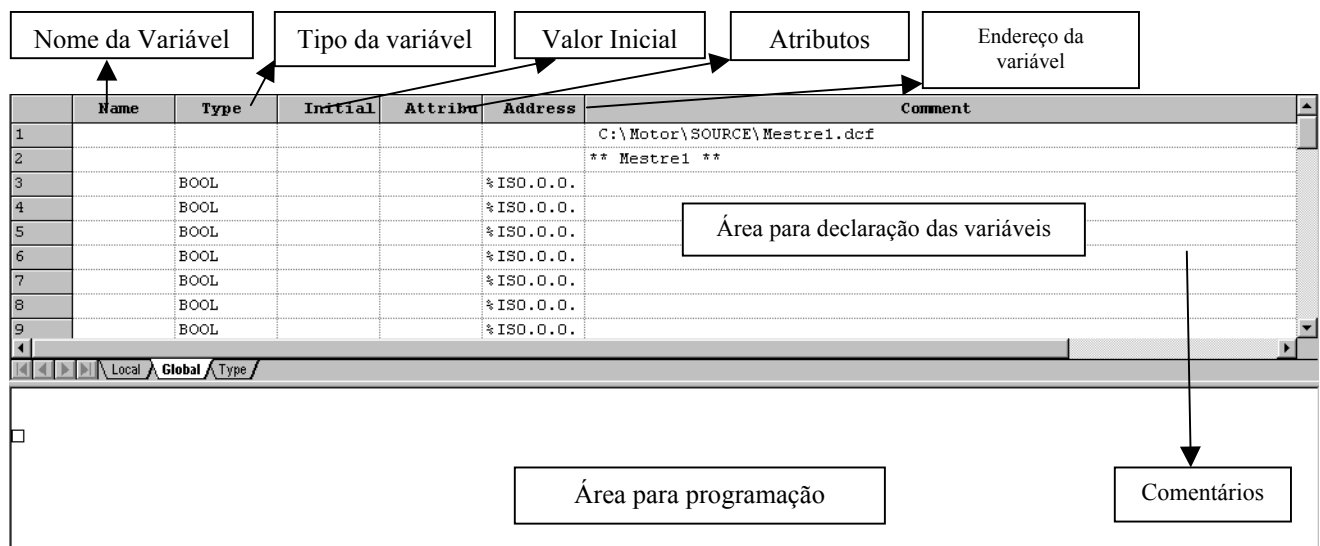 Nome da Variável
Tipo da variável
Valor Inicial
Atributos
Endereço da
variável
Name Type Initial Attribu Address Comment
1 C:\Motor\SOURCE\Mestre1.dcf
2 ** Mestre1 **
3 BOOL %IS0.0.0.
4 BOOL %IS0.0.0.
5 BOOL %IS0.0.0.
6 BOOL %IS0.0.0.
7 BOOL %IS0.0.0.
8 BOOL %IS0.0.0.
9 BOOL %IS0.0.0.
Área para declaração das variáveis
Local Global Type
Área para programação
Comentários